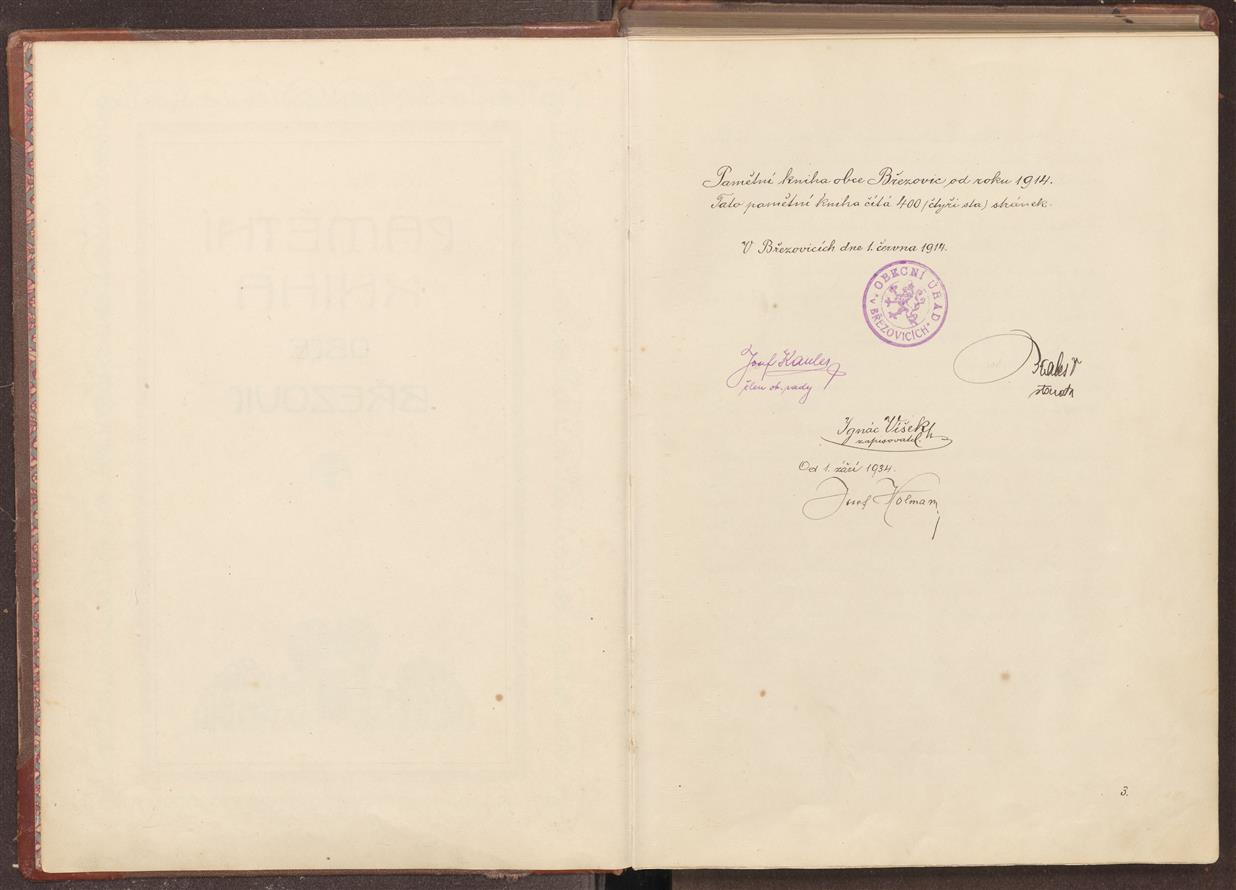 PAMĚTNÍ
KNIHA
OBCE
BŘEZOVIC
Pamětní kniha obce Březovic od roku 1914.
Tato pamětní kniha čítá 400 (čtyři sta) stránek.
V Březovicích dne 1. června 1914.
OBECNÍ ÚŘAD
v BŘEZOVICÍCH
Josef
člen ob. rady
starosta
Ignác Víšek
zapisovatel.
Od 1. září 1934.
Josef Holman
3.